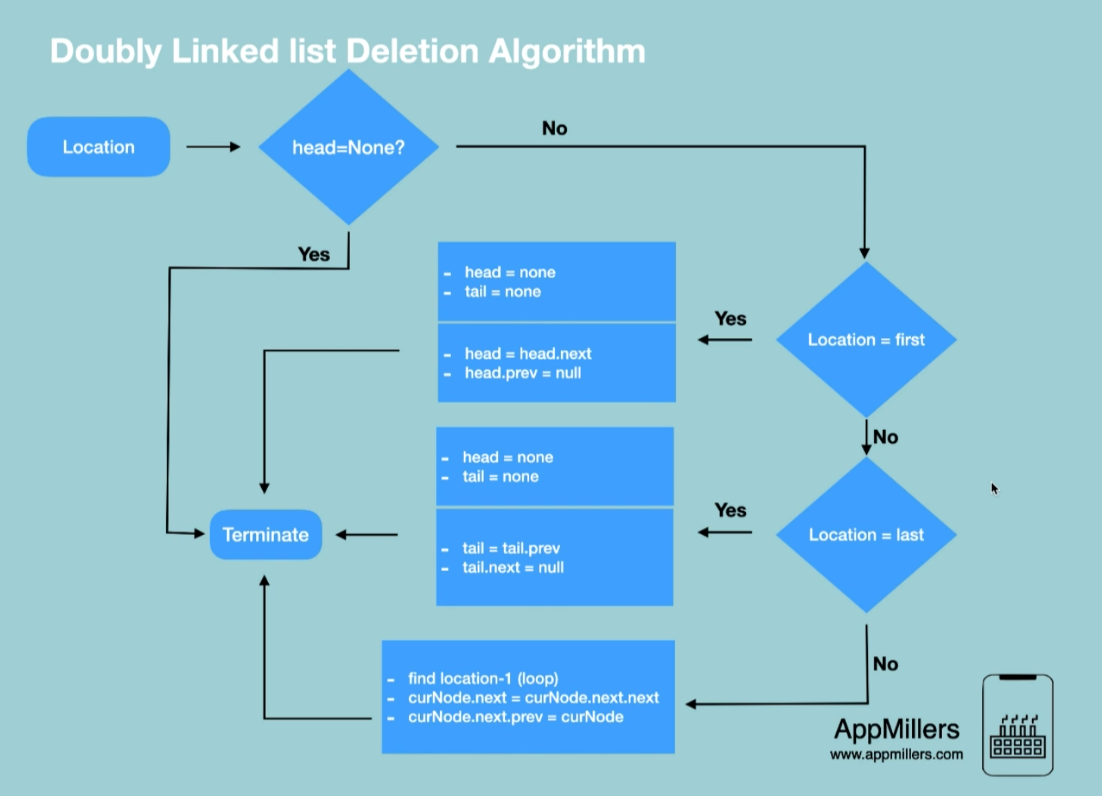 Doubly Linked list Deletion Algorithm
Location
head=None?
No
Yes
- head = none
- tail = none
- head = head.next
- head.prev = null
Yes
Location = first
No
- head = none
- tail = none
- tail = tail.prev
- tail.next = null
Yes
Location = last
Terminate
No
- find location-1 (loop)
- curNode.next = curNode.next.next
- curNode.next.prev = curNode
AppMillers
www.appmillers.com